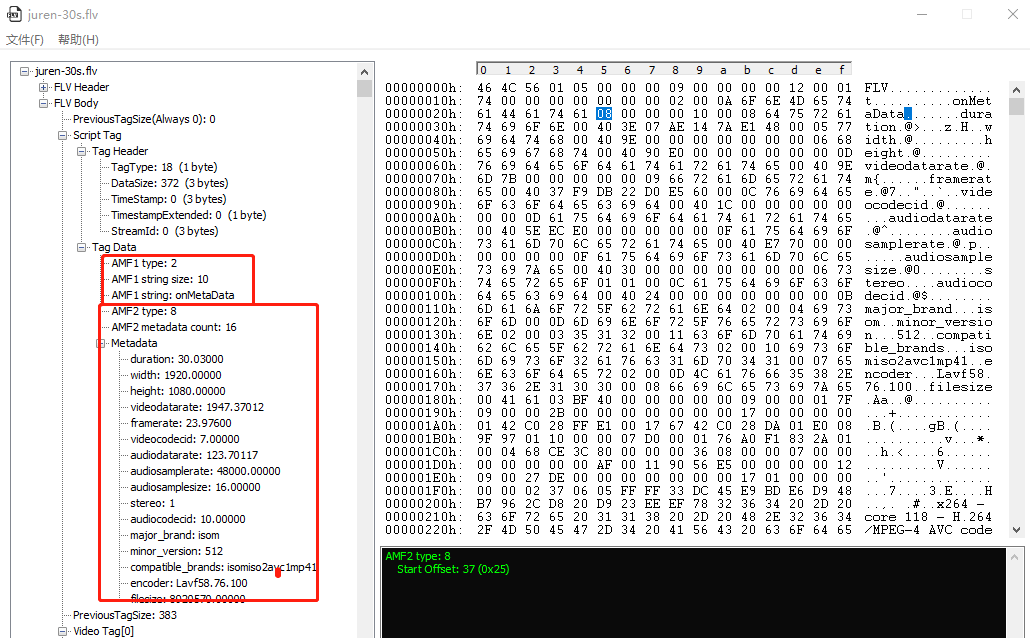 juren-30s.flv
文件(F) 帮助(H)
juren-30s.flv
FLV Header
FLV Body
PreviousTagSize(Always 0): 0
Script Tag
Tag Header
TagType: 18 (1 byte)
DataSize: 372 (3 bytes)
TimeStamp: 0 (3 bytes)
TimestampExtended: 0 (1 byte)
StreamId: 0 (3 bytes)
Tag Data
AMF1 type: 2
AMF1 string size: 10
AMF1 string: onMetaData
AMF2 type: 8
AMF2 metadata count: 16
Metadata
duration: 30.03000
width: 1920.00000
height: 1080.00000
videodatarate: 1947.37012
framerate: 23.97600
videocodecid: 7.00000
audiodatarate: 123.70117
audiosamplerate: 48000.00000
audiosamplesize: 16.00000
stereo: 1
audiocodecid: 10.00000
major_brand: isom
minor_version: 512
compatible_brands: isomiso2avc1mp41
encoder: Lavf58.76.100
filesize: 8920570.00000
PreviousTagSize: 383
Video Tag[0]
0 1 2 3 4 5 6 7 8 9 a b c d e f
00000000h: 46 4C 56 01 05 00 00 00 09 00 00 00 00 12 00 01 FLV.............
00000010h: 74 00 00 00 00 00 00 00 02 00 0A 6F 6E 4D 65 74 t..........onMet
00000020h: 61 44 61 74 61 08 00 00 00 10 00 08 64 75 72 61 aData.......dura
00000030h: 74 69 6F 6E 00 40 3E 07 AE 14 7A E1 48 00 05 77 tion.@>...z.H..w
00000040h: 69 64 74 68 00 40 9E 00 00 00 00 00 00 00 06 68 idth.@.........h
00000050h: 65 69 67 68 74 00 40 90 E0 00 00 00 00 00 00 0D eight.@.........
00000060h: 76 69 64 65 6F 64 61 74 61 72 61 74 65 00 40 9E videodatarate.@.
00000070h: 6D 7B 00 00 00 00 00 09 66 72 61 6D 65 72 61 74 m{......framerat
00000080h: 65 00 40 37 F9 DB 22 D0 E5 60 00 0C 76 69 64 65 e.@7.."..`..vide
00000090h: 6F 63 6F 64 65 63 69 64 00 40 1C 00 00 00 00 00 ocodecid.@......
000000A0h: 00 00 0D 61 75 64 69 6F 64 61 74 61 72 61 74 65 ...audiodatarate
000000B0h: 00 40 5E EC E0 00 00 00 00 00 0F 61 75 64 69 6F .@^........audio
000000C0h: 73 61 6D 70 6C 65 72 61 74 65 00 40 E7 70 00 00 samplerate.@.p..
000000D0h: 00 00 00 00 0F 61 75 64 69 6F 73 61 6D 70 6C 65 .....audiosample
000000E0h: 73 69 7A 65 00 40 30 00 00 00 00 00 00 00 06 73 size.@0........s
000000F0h: 74 65 72 65 6F 01 01 00 0C 61 75 64 69 6F 63 6F tereo....audioco
00000100h: 64 65 63 69 64 00 40 24 00 00 00 00 00 00 00 0B decid.@$........
00000110h: 6D 61 6A 6F 72 5F 62 72 61 6E 64 02 00 04 69 73 major_brand...is
00000120h: 6F 6D 00 0D 6D 69 6E 6F 72 5F 76 65 72 73 69 6F om..minor_versio
00000130h: 6E 02 00 03 35 31 32 00 11 63 6F 6D 70 61 74 69 n...512..compati
00000140h: 62 6C 65 5F 62 72 61 6E 64 73 02 00 10 69 73 6F ble_brands...iso
00000150h: 6D 69 73 6F 32 61 76 63 31 6D 70 34 31 00 07 65 miso2avc1mp41..e
00000160h: 6E 63 6F 64 65 72 02 00 0D 4C 61 76 66 35 38 2E ncoder...Lavf58.
00000170h: 37 36 2E 31 30 30 00 08 66 69 6C 65 73 69 7A 65 76.100..filesize
00000180h: 00 41 61 03 BF 40 00 00 00 00 00 09 00 00 01 7F .Aa..@..........
00000190h: 09 00 00 2B 00 00 00 00 00 00 00 17 00 00 00 00 ...+............
000001A0h: 01 42 C0 28 FF E1 00 17 67 42 C0 28 DA 01 E0 08 .B.(....gB.(....
000001B0h: 9F 97 01 10 00 00 07 D0 00 01 76 A0 F1 83 2A 01 ..........v...*.
000001C0h: 00 04 68 CE 3C 80 00 00 00 36 08 00 00 07 00 00 ..h.<....6......
000001D0h: 00 00 00 00 00 AF 00 11 90 56 E5 00 00 00 00 12 .........V......
000001E0h: 09 00 27 DE 00 00 00 00 00 00 00 17 01 00 00 00 ..'.............
000001F0h: 00 00 02 37 06 05 FF FF 33 DC 45 E9 BD E6 D9 48 ...7....3.E....H
00000200h: B7 96 2C D8 20 D9 23 EE EF 78 32 36 34 20 2D 20 ..,. .#..x264 -
00000210h: 63 6F 72 65 20 31 31 38 20 2D 20 48 2E 32 36 34 core 118 - H.264
00000220h: 2F 4D 50 45 47 2D 34 20 41 56 43 20 63 6F 64 65 /MPEG-4 AVC code
AMF2 type: 8
Start Offset: 37 (0x25)